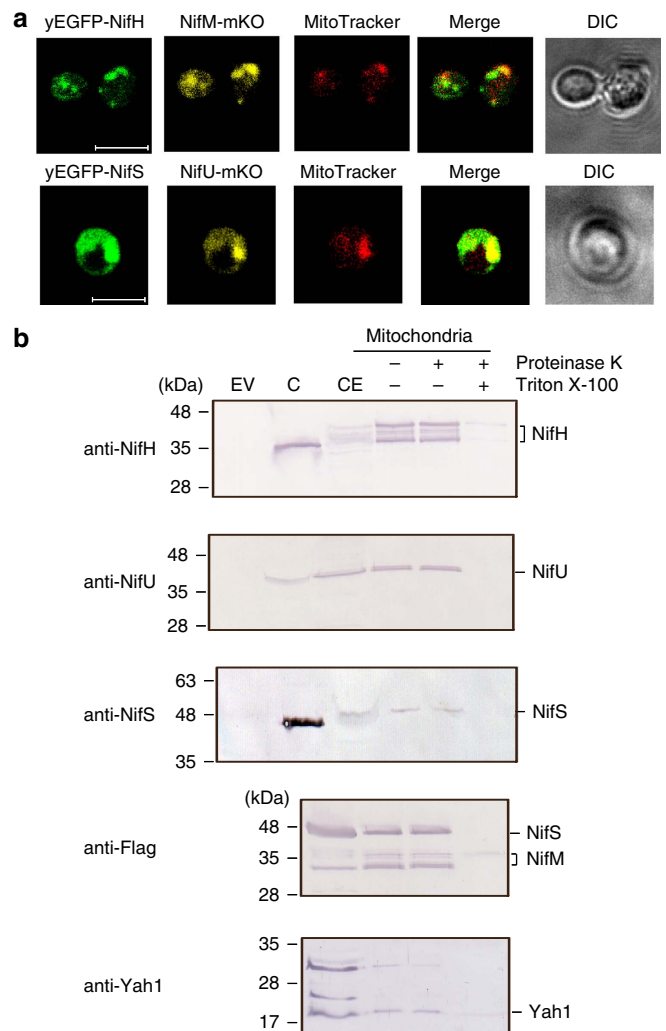 a
yEGFP-NifH NifM-mKO MitoTracker Merge DIC
yEGFP-NifS NifU-mKO MitoTracker Merge DIC
b
Mitochondria
– + + Proteinase K
(kDa) EV C CE – – + Triton X-100
48 –
anti-NifH 35 – NifH
28 –
48 –
anti-NifU – NifU
35 –
28 –
63 –
anti-NifS 48 – – NifS
35 –
(kDa)
48 – – NifS
anti-Flag 35 – NifM
28 –
35 –
anti-Yah1 28 –
17 – – Yah1